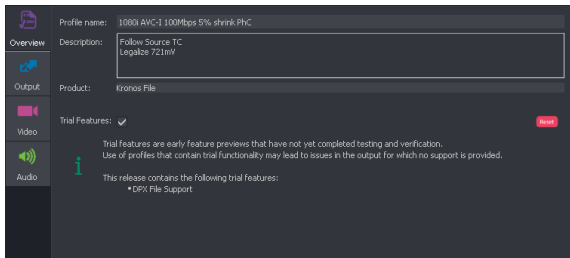 Overview
Output
Video
Audio
Profile name: 1080i AVC-I 100Mbps 5% shrink PhC
Description: Follow Source TC
Legalize 721mV
Product: Kronos File
Trial Features:
Reset
Trial features are early feature previews that have not yet completed testing and verification.
Use of profiles that contain trial functionality may lead to issues in the output for which no support is provided.
This release contains the following trial features:
•DPX File Support